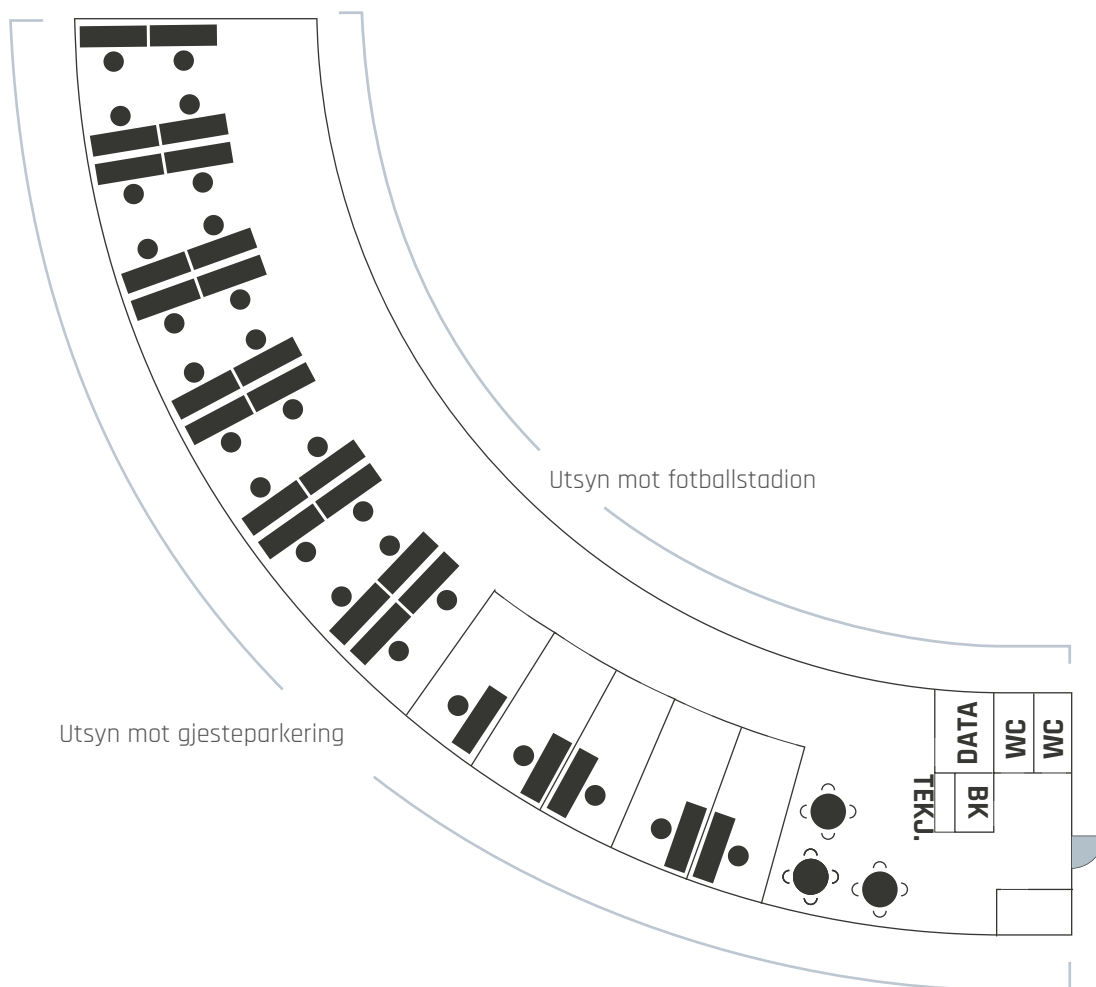 Utsyn mot fotballstadion
Utsyn mot gjesteparkering
DATA
WC
WC
TEKJ.
BK